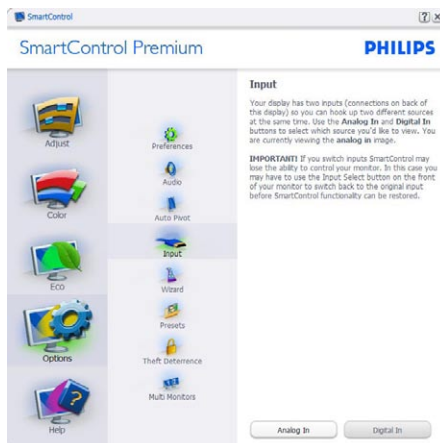 SmartControl
SmartControl Premium
PHILIPS
Adjust
Color
Eco
Options
Help
Preferences
Audio
Auto Pivot
Input
Wizard
Presets
Theft Deterrence
Multi Monitors
Input
Your display has two inputs (connections on back of
the display) so you can hook up two different sources
at the same time. Use the Analog In and Digital In
buttons to select which source you'd like to view. You
are currently viewing the analog in image.
IMPORTANT! If you switch inputs SmartControl may
lose the ability to control your monitor. In this case you
may have to use the Input Select button on the front
of your monitor to switch back to the original input
before SmartControl functionality can be restored.
Analog In
Digital In